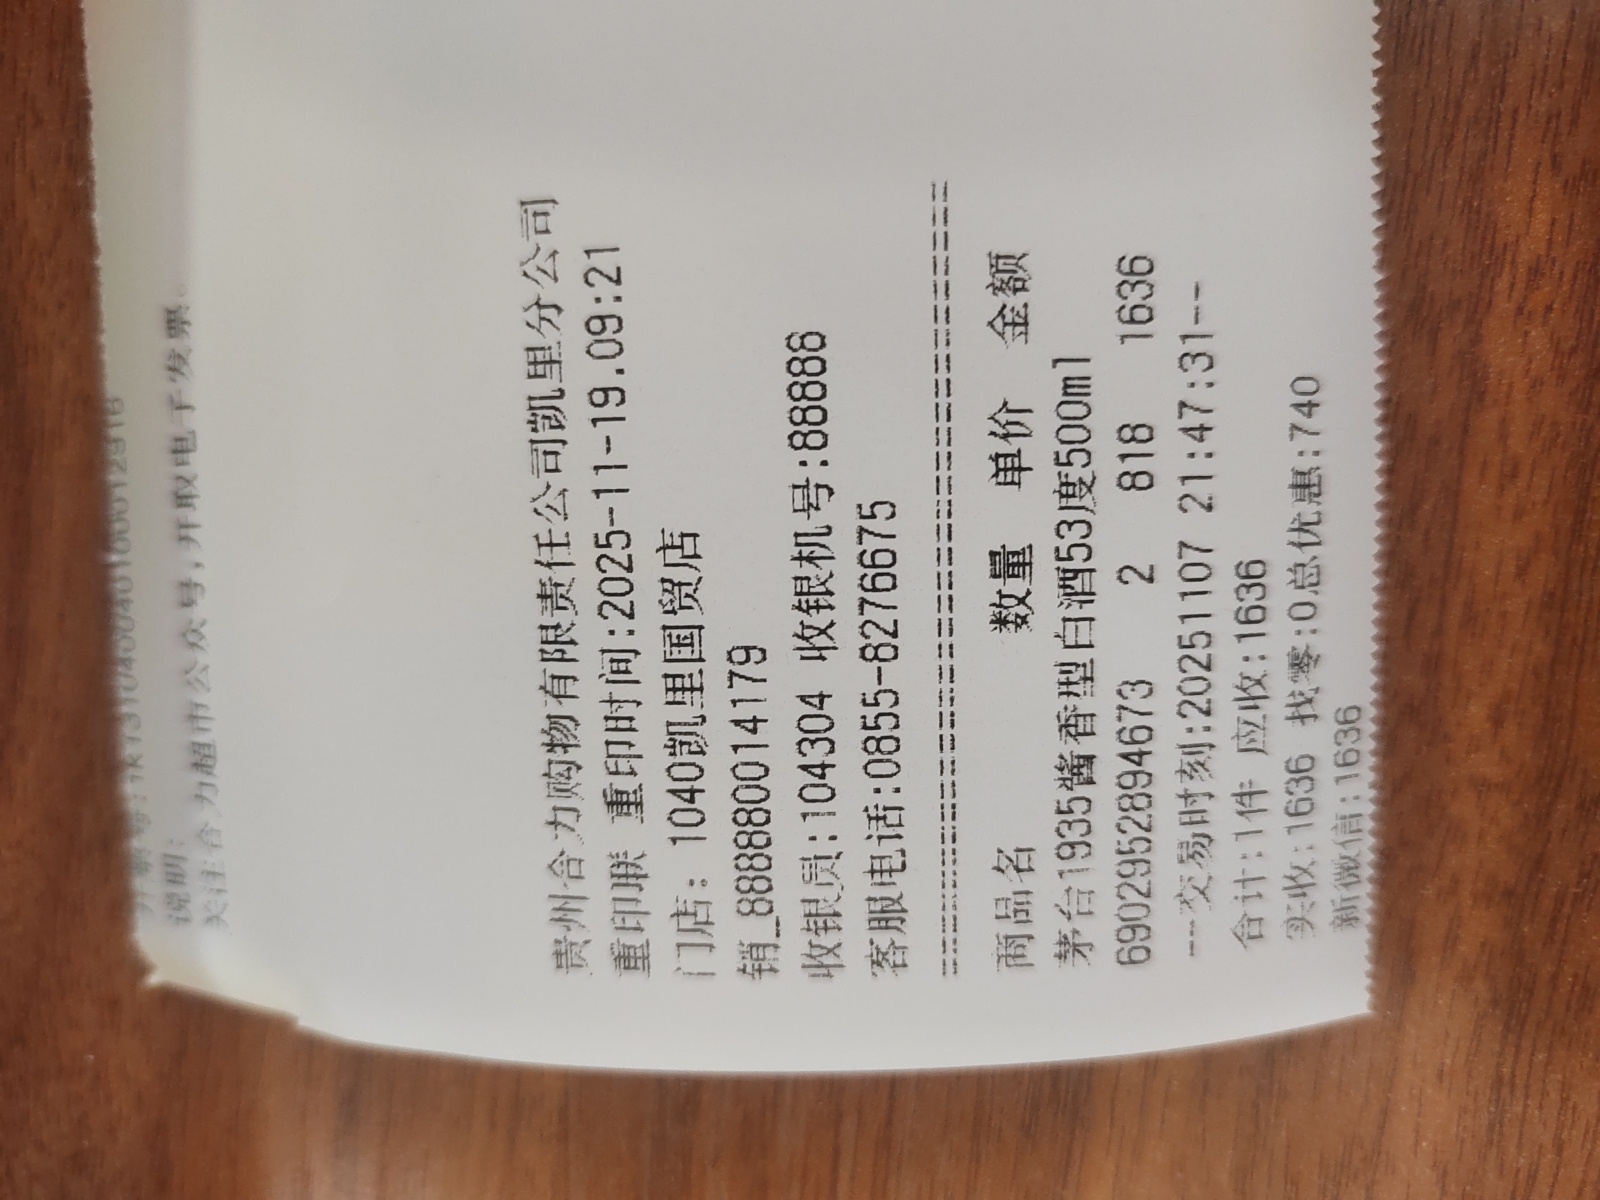 说明:
关注合力超市公众号,开取电子发票.
贵州合力购物有限责任公司凯里分公司
重印联 重印时间:2025-11-19.09:21
门店: 1040凯里国贸店
销_88888001​4179
收银员:104304 收银机号:88888
客服电话:0855-8276675
================================
商品名 数量 单价 金额
茅台1935酱香型白酒53度500ml
6902952894673 2 818 1636
---交易时刻:20251107 21:47:31--
合计:1件 应收:1636
实收:1636 找零:0总优惠:740
新微信:1636